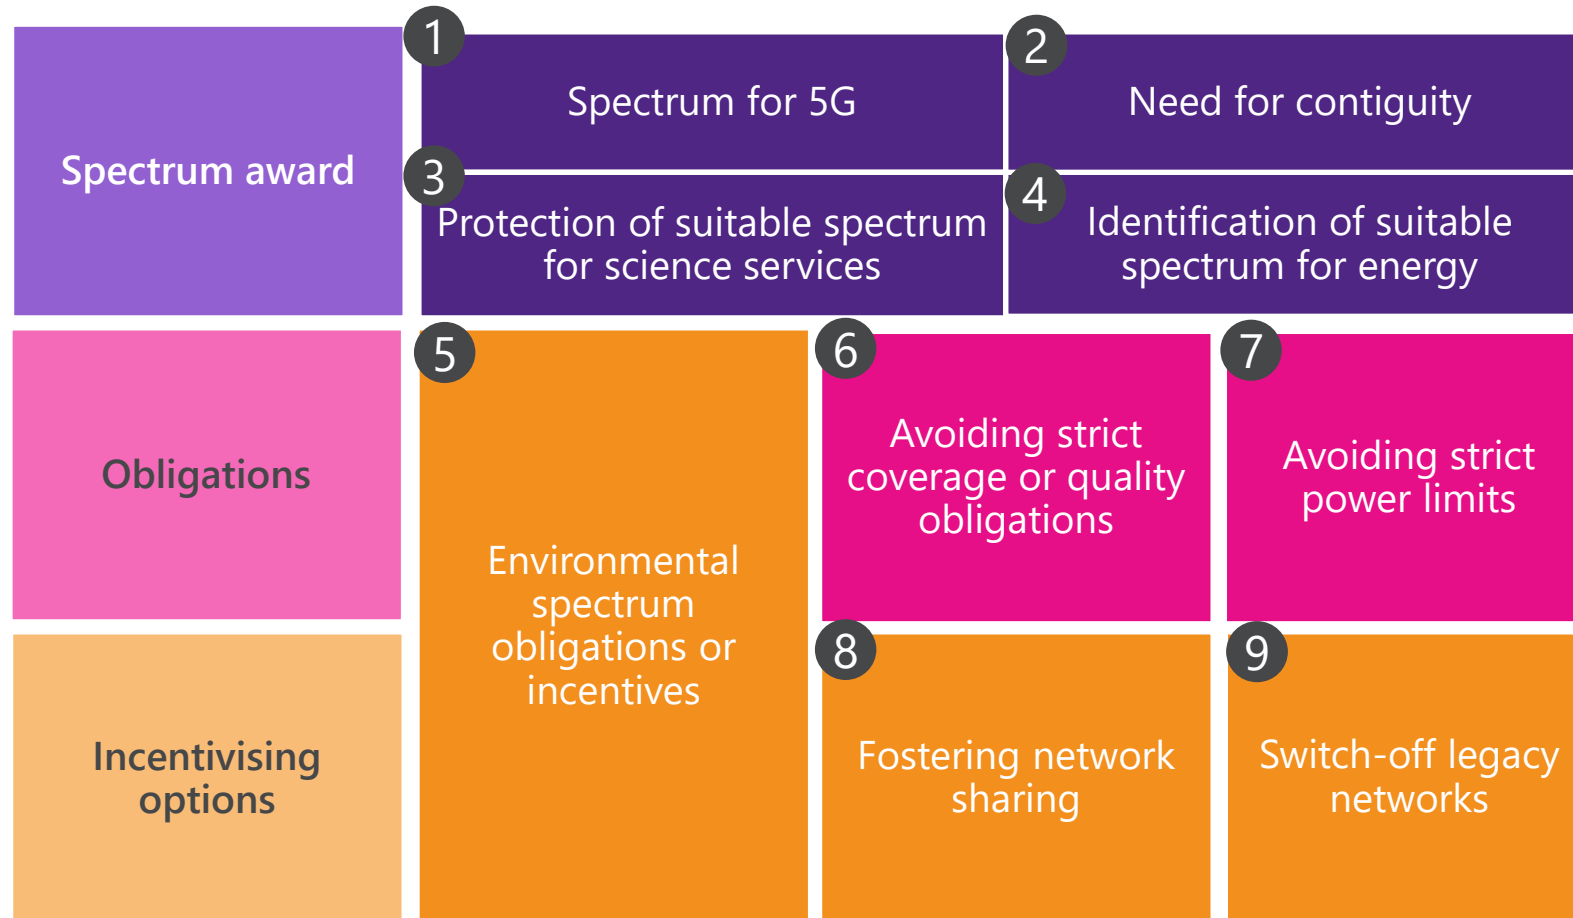 1
Spectrum for 5G
2
Need for contiguity
Spectrum award
3
Protection of suitable spectrum
for science services
4
Identification of suitable
spectrum for energy
Obligations
5
Environmental
spectrum
obligations or
incentives
6
Avoiding strict
coverage or quality
obligations
7
Avoiding strict
power limits
Incentivising
options
8
Fostering network
sharing
9
Switch-off legacy
networks